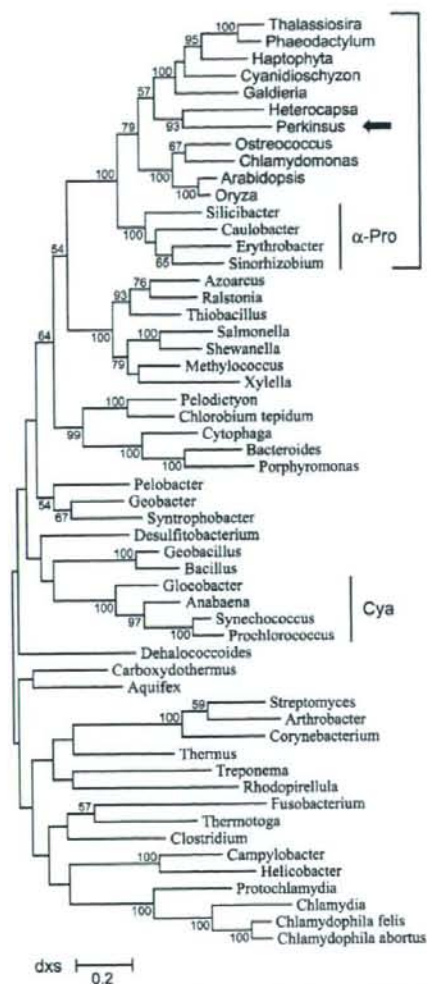 Thalassiosira
100
95
Phaeodactylum
Haptophyta
100
Cyanidioschyzon
57
Galdieria
Heterocapsa
93
Perkinsus
79
67
Ostreococcus
Chlamydomonas
100
Arabidopsis
100
Oryza
100
Silicibacter
Caulobacter
α-Pro
100
Erythrobacter
65
Sinorhizobium
54
76
Azoarcus
93
Ralstonia
Thiobacillus
100
100
Salmonella
Shewanella
79
Methylococcus
Xylella
64
Pelodictyon
100
Chlorobium tepidum
99
Cytophaga
100
Bacteroides
100
Porphyromonas
Pelobacter
54
Geobacter
67
Syntrophobacter
Desulfitobacterium
Geobacillus
100
Bacillus
Gloeobacter
100
Anabaena
Cya
97
Synechococcus
100
Prochlorococcus
Dehalococcoides
Carboxydothermus
Aquifex
59
Streptomyces
100
Arthrobacter
Corynebacterium
Thermus
Treponema
Rhodopirellula
57
Fusobacterium
Thermotoga
Clostridium
100
Campylobacter
Helicobacter
Protochlamydia
100
Chlamydia
100
Chlamydophila felis
100
Chlamydophila abortus
dxs
0.2